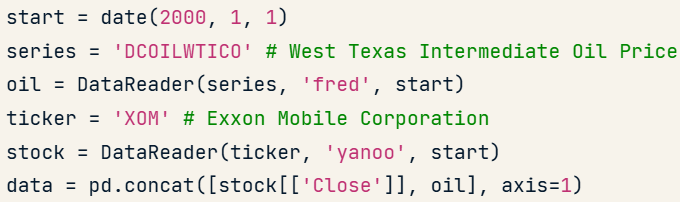 start = date(2000, 1, 1)
series = 'DCOILWTICO' # West Texas Intermediate Oil Price
oil = DataReader(series, 'fred', start)
ticker = 'XOM' # Exxon Mobile Corporation
stock = DataReader(ticker, 'yanoo', start)
data = pd.concat([stock[['Close']], oil], axis=1)